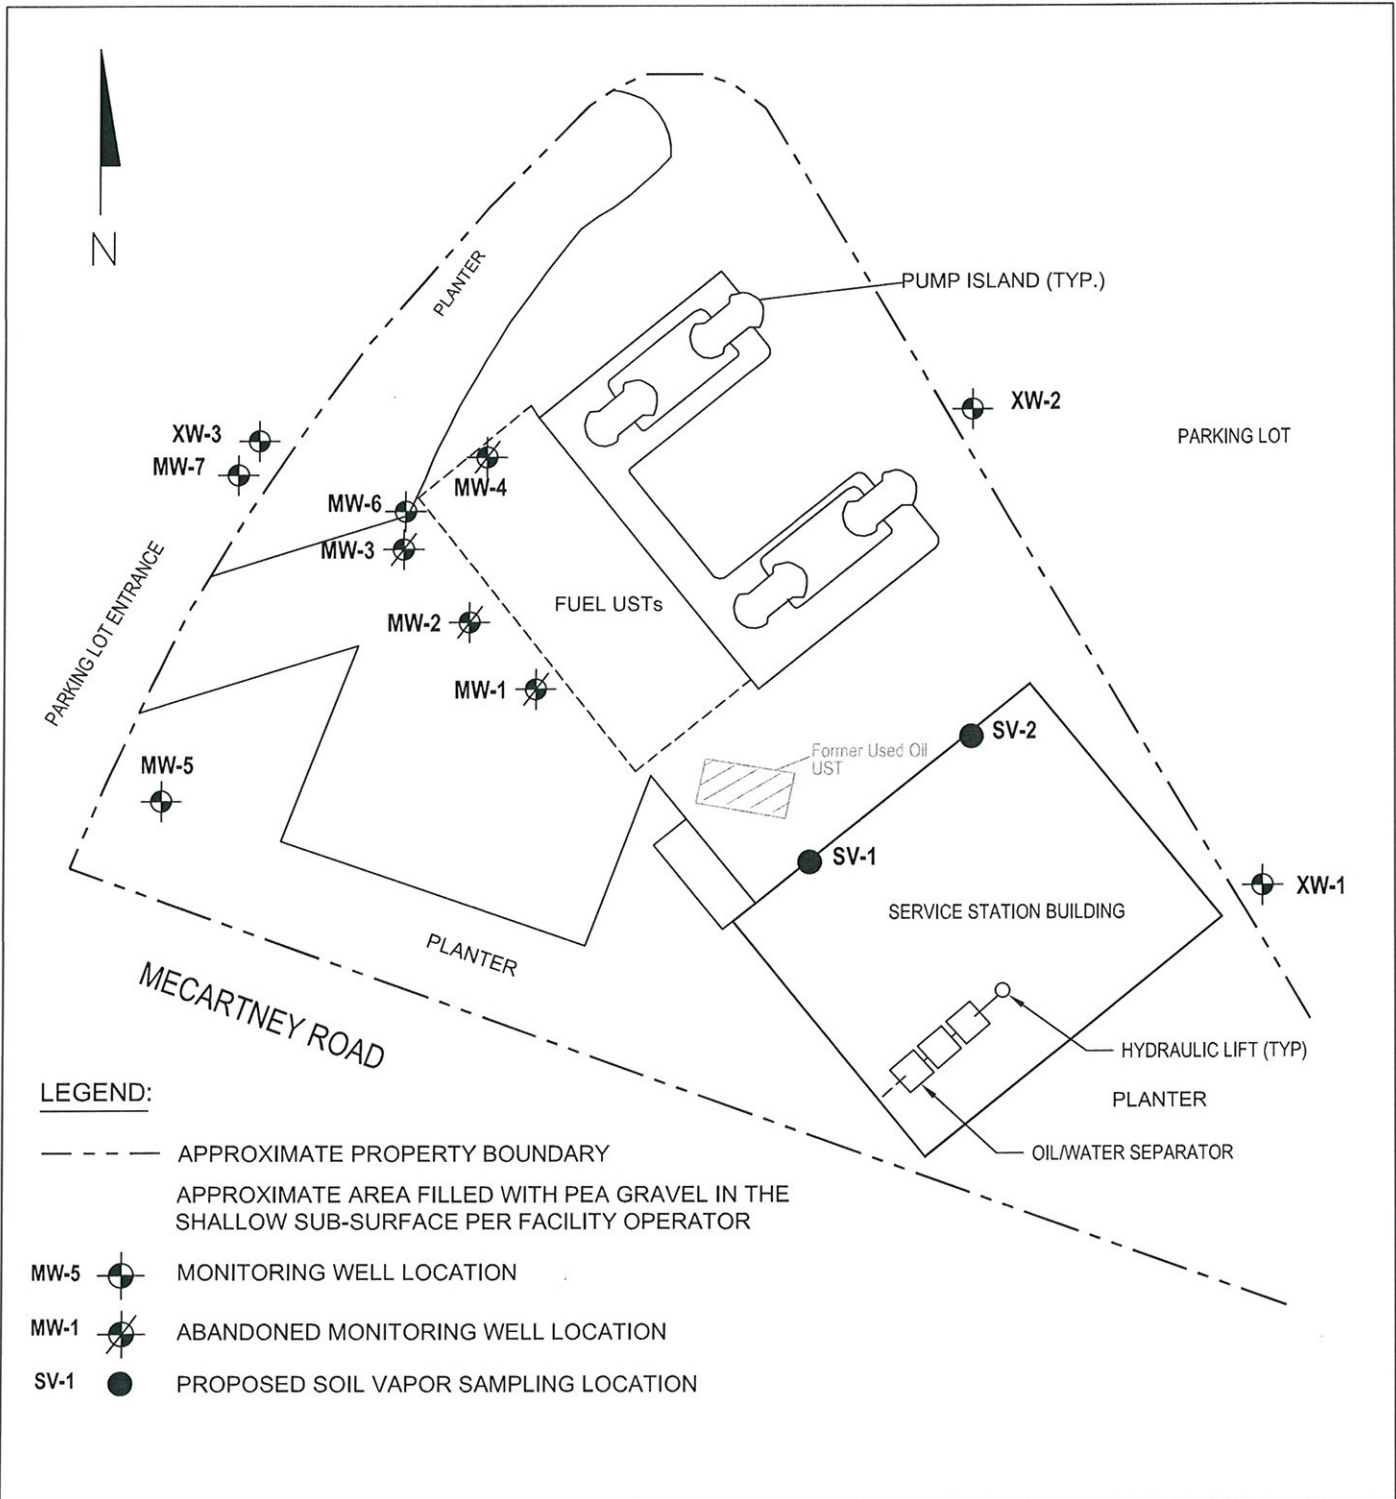 N
PLANTER
PUMP ISLAND (TYP.)
XW-2
PARKING LOT
XW-3
MW-7
MW-4
MW-6
MW-3
PARKING LOT ENTRANCE
FUEL USTs
MW-2
MW-1
SV-2
Former Used Oil
UST
MW-5
SV-1
XW-1
SERVICE STATION BUILDING
PLANTER
MECARTNEY ROAD
HYDRAULIC LIFT (TYP)
PLANTER
OIL/WATER SEPARATOR
LEGEND:
APPROXIMATE PROPERTY BOUNDARY
APPROXIMATE AREA FILLED WITH PEA GRAVEL IN THE
SHALLOW SUB-SURFACE PER FACILITY OPERATOR
MW-5 MONITORING WELL LOCATION
MW-1 ABANDONED MONITORING WELL LOCATION
SV-1 PROPOSED SOIL VAPOR SAMPLING LOCATION